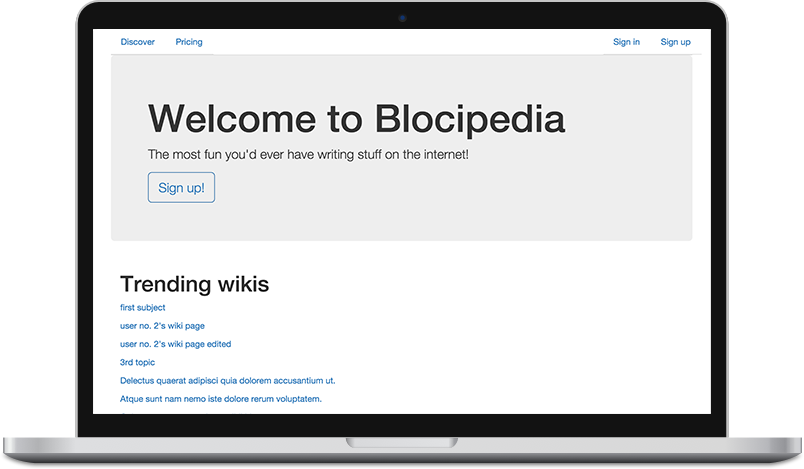 Discover Pricing Sign in Sign up
Welcome to Blocipedia
The most fun you'd ever have writing stuff on the internet!
Sign up!
Trending wikis
first subject
user no. 2's wiki page
user no. 2's wiki page edited
3rd topic
Delectus quaerat adipisci quia dolorem accusantium ut.
Atque sunt nam nemo iste dolore rerum voluptatem.